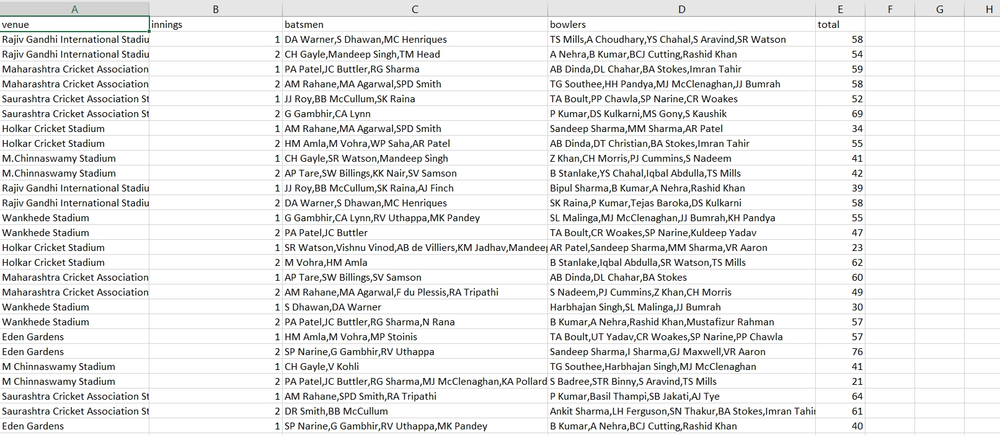 A B C D E F G H
venue innings batsmen bowlers total
Rajiv Gandhi International Stadiu 1 DA Warner,S Dhawan,MC Henriques TS Mills,A Choudhary,YS Chahal,S Aravind,SR Watson 58
Rajiv Gandhi International Stadiu 2 CH Gayle,Mandeep Singh,TM Head A Nehra,B Kumar,BCJ Cutting,Rashid Khan 54
Maharashtra Cricket Association 1 PA Patel,JC Buttler,RG Sharma AB Dinda,DL Chahar,BA Stokes,Imran Tahir 59
Maharashtra Cricket Association 2 AM Rahane,MA Agarwal,SPD Smith TG Southee,HH Pandya,MJ McClenaghan,JJ Bumrah 58
Saurashtra Cricket Association St 1 JJ Roy,BB McCullum,SK Raina TA Boult,PP Chawla,SP Narine,CR Woakes 52
Saurashtra Cricket Association St 2 G Gambhir,CA Lynn P Kumar,DS Kulkarni,MS Gony,S Kaushik 69
Holkar Cricket Stadium 1 AM Rahane,MA Agarwal,SPD Smith Sandeep Sharma,MM Sharma,AR Patel 34
Holkar Cricket Stadium 2 HM Amla,M Vohra,WP Saha,AR Patel AB Dinda,DT Christian,BA Stokes,Imran Tahir 55
M.Chinnaswamy Stadium 1 CH Gayle,SR Watson,Mandeep Singh Z Khan,CH Morris,PJ Cummins,S Nadeem 41
M.Chinnaswamy Stadium 2 AP Tare,SW Billings,KK Nair,SV Samson B Stanlake,YS Chahal,Iqbal Abdulla,TS Mills 42
Rajiv Gandhi International Stadiu 1 JJ Roy,BB McCullum,SK Raina,AJ Finch Bipul Sharma,B Kumar,A Nehra,Rashid Khan 39
Rajiv Gandhi International Stadiu 2 DA Warner,S Dhawan,MC Henriques SK Raina,P Kumar,Tejas Baroka,DS Kulkarni 58
Wankhede Stadium 1 G Gambhir,CA Lynn,RV Uthappa,MK Pandey SL Malinga,MJ McClenaghan,JJ Bumrah,KH Pandya 55
Wankhede Stadium 2 PA Patel,JC Buttler TA Boult,CR Woakes,SP Narine,Kuldeep Yadav 47
Holkar Cricket Stadium 1 SR Watson,Vishnu Vinod,AB de Villiers,KM Jadhav,Mandeep AR Patel,Sandeep Sharma,MM Sharma,VR Aaron 23
Holkar Cricket Stadium 2 M Vohra,HM Amla B Stanlake,Iqbal Abdulla,SR Watson,TS Mills 62
Maharashtra Cricket Association 1 AP Tare,SW Billings,SV Samson AB Dinda,DL Chahar,BA Stokes 60
Maharashtra Cricket Association 2 AM Rahane,MA Agarwal,F du Plessis,RA Tripathi S Nadeem,PJ Cummins,Z Khan,CH Morris 49
Wankhede Stadium 1 S Dhawan,DA Warner Harbhajan Singh,SL Malinga,JJ Bumrah 30
Wankhede Stadium 2 PA Patel,JC Buttler,RG Sharma,N Rana B Kumar,A Nehra,Rashid Khan,Mustafizur Rahman 57
Eden Gardens 1 HM Amla,M Vohra,MP Stoinis TA Boult,UT Yadav,CR Woakes,SP Narine,PP Chawla 57
Eden Gardens 2 SP Narine,G Gambhir,RV Uthappa Sandeep Sharma,I Sharma,GJ Maxwell,VR Aaron 76
M Chinnaswamy Stadium 1 CH Gayle,V Kohli TG Southee,Harbhajan Singh,MJ McClenaghan 41
M Chinnaswamy Stadium 2 PA Patel,JC Buttler,RG Sharma,MJ McClenaghan,KA Pollard S Badree,STR Binny,S Aravind,TS Mills 21
Saurashtra Cricket Association St 1 AM Rahane,SPD Smith,RA Tripathi P Kumar,Basil Thampi,SB Jakati,AJ Tye 64
Saurashtra Cricket Association St 2 DR Smith,BB McCullum Ankit Sharma,LH Ferguson,SN Thakur,BA Stokes,Imran Tahir 61
Eden Gardens 1 SP Narine,G Gambhir,RV Uthappa,MK Pandey B Kumar,A Nehra,BCJ Cutting,Rashid Khan 40